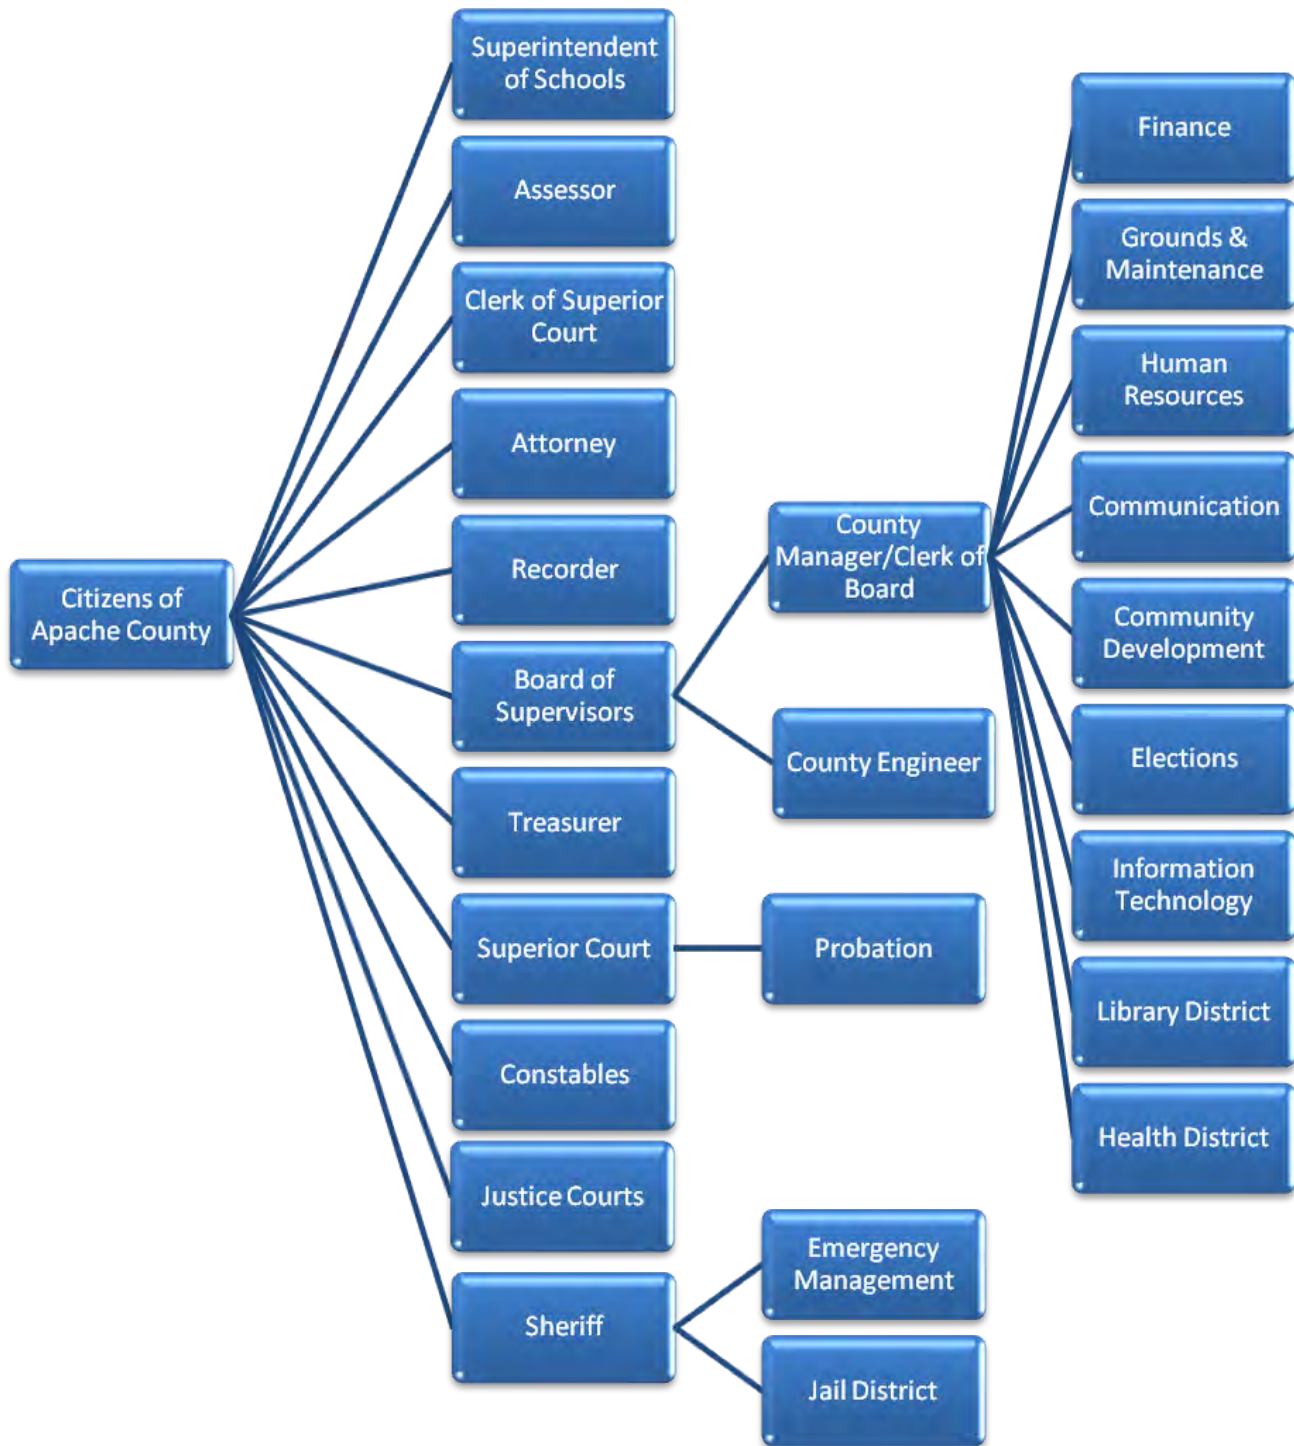 Citizens of
Apache County
Superintendent
of Schools
Assessor
Clerk of Superior
Court
Attorney
Recorder
Board of
Supervisors
Treasurer
Superior Court
Constables
Justice Courts
Sheriff
County
Manager/Clerk of
Board
County Engineer
Probation
Emergency
Management
Jail District
Finance
Grounds &
Maintenance
Human
Resources
Communication
Community
Development
Elections
Information
Technology
Library District
Health District